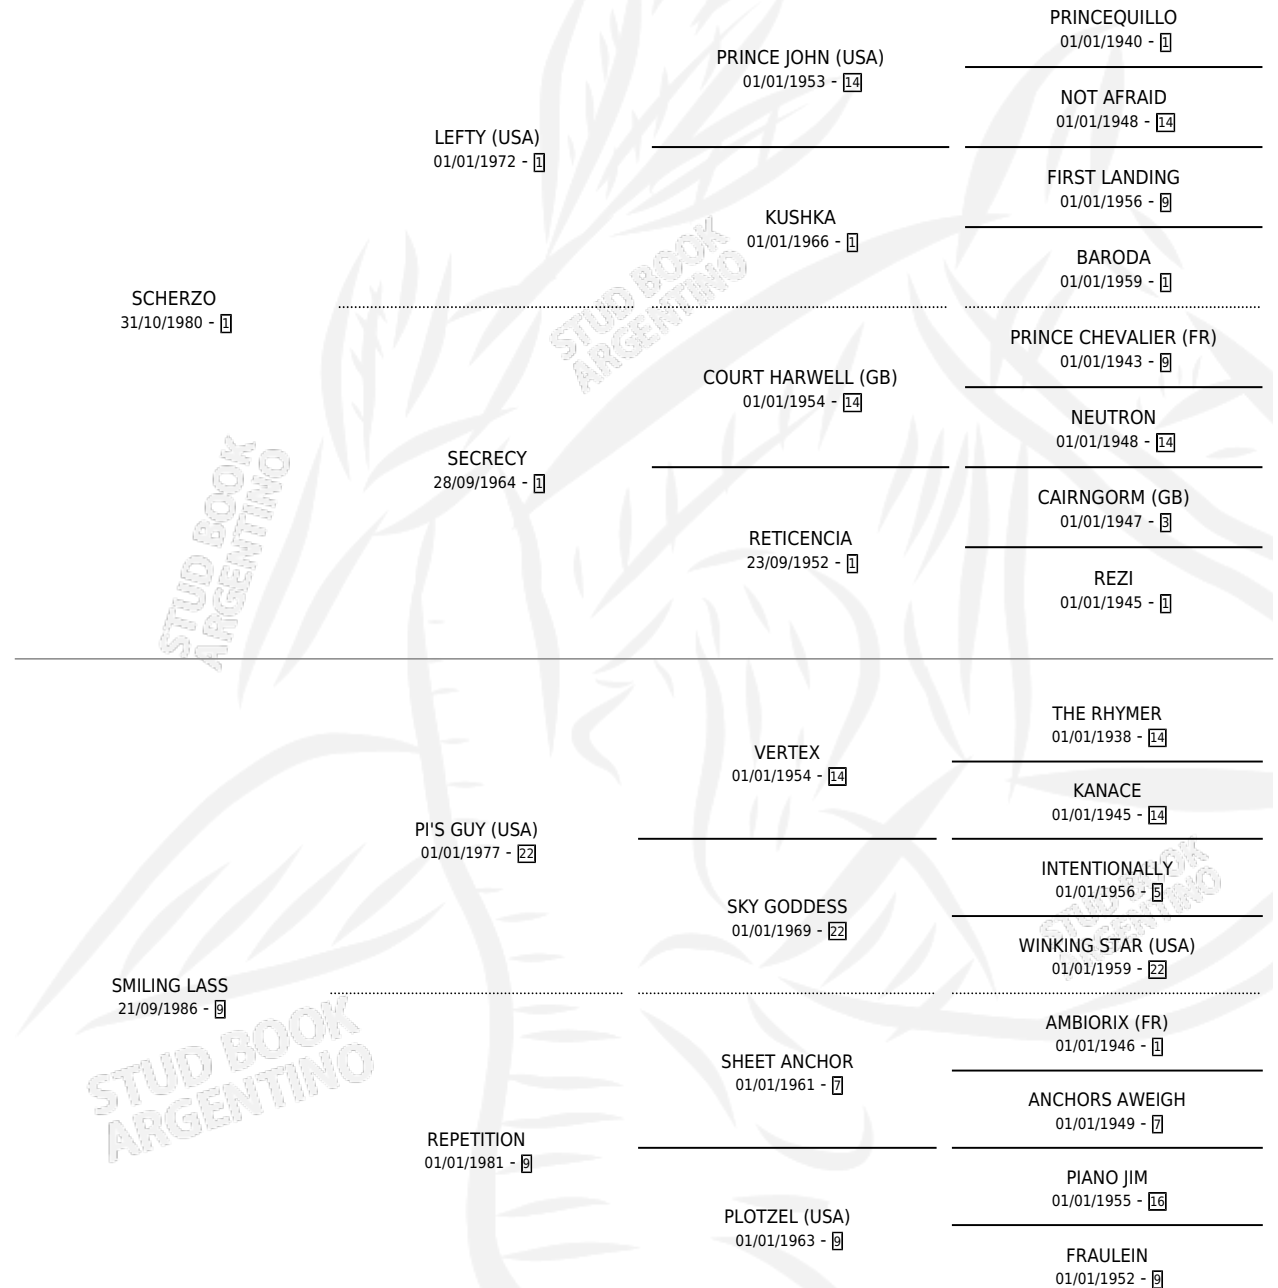 PRINCEQUILLO
01/01/1940 - 1
PRINCE JOHN (USA)
01/01/1953 - 14
NOT AFRAID
01/01/1948 - 14
LEFTY (USA)
01/01/1972 - 1
FIRST LANDING
01/01/1956 - 9
KUSHKA
01/01/1966 - 1
BARODA
01/01/1959 - 1
SCHERZO
31/10/1980 - 1
PRINCE CHEVALIER (FR)
01/01/1943 - 9
COURT HARWELL (GB)
01/01/1954 - 14
NEUTRON
01/01/1948 - 14
SECRECY
28/09/1964 - 1
CAIRNGORM (GB)
01/01/1947 - 3
RETICENCIA
23/09/1952 - 1
REZI
01/01/1945 - 1
THE RHYMER
01/01/1938 - 14
VERTEX
01/01/1954 - 14
KANACE
01/01/1945 - 14
PI'S GUY (USA)
01/01/1977 - 22
INTENTIONALLY
01/01/1956 - 5
SKY GODDESS
01/01/1969 - 22
WINKING STAR (USA)
01/01/1959 - 22
SMILING LASS
21/09/1986 - 9
AMBIORIX (FR)
01/01/1946 - 1
SHEET ANCHOR
01/01/1961 - 7
ANCHORS AWEIGH
01/01/1949 - 7
REPETITION
01/01/1981 - 9
PIANO JIM
01/01/1955 - 16
PLOTZEL (USA)
01/01/1963 - 9
FRAULEIN
01/01/1952 - 9
STUD BOOK
ARGENTINO
STUD BOOK
ARGENTINO
STUD BOOK
ARGENTINO
STUD BOOK
ARGENTINO